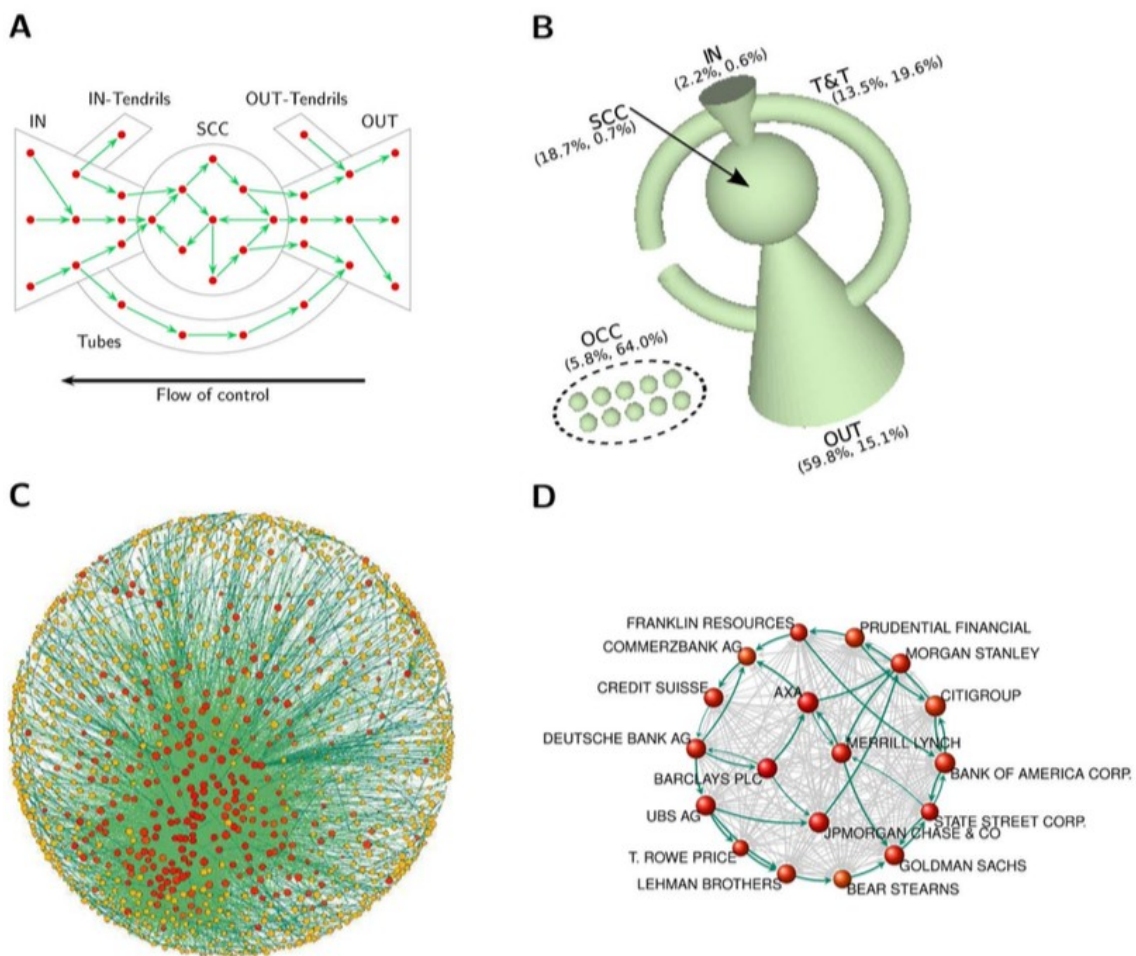 A
IN-Tendrils
OUT-Tendrils
IN
SCC
OUT
Tubes
Flow of control
B
IN
(2.2%, 0.6%)
T&T
(13.5%, 19.6%)
SCC
(18.7%, 0.7%)
OCC
(5.8%, 64.0%)
OUT
(59.8%, 15.1%)
C
D
FRANKLIN RESOURCES
PRUDENTIAL FINANCIAL
COMMERZBANK AG
MORGAN STANLEY
CREDIT SUISSE
AXA
CITIGROUP
DEUTSCHE BANK AG
MERRILL LYNCH
BARCLAYS PLC
BANK OF AMERICA CORP.
UBS AG
STATE STREET CORP.
JPMORGAN CHASE & CO
T. ROWE PRICE
GOLDMAN SACHS
LEHMAN BROTHERS
BEAR STEARNS